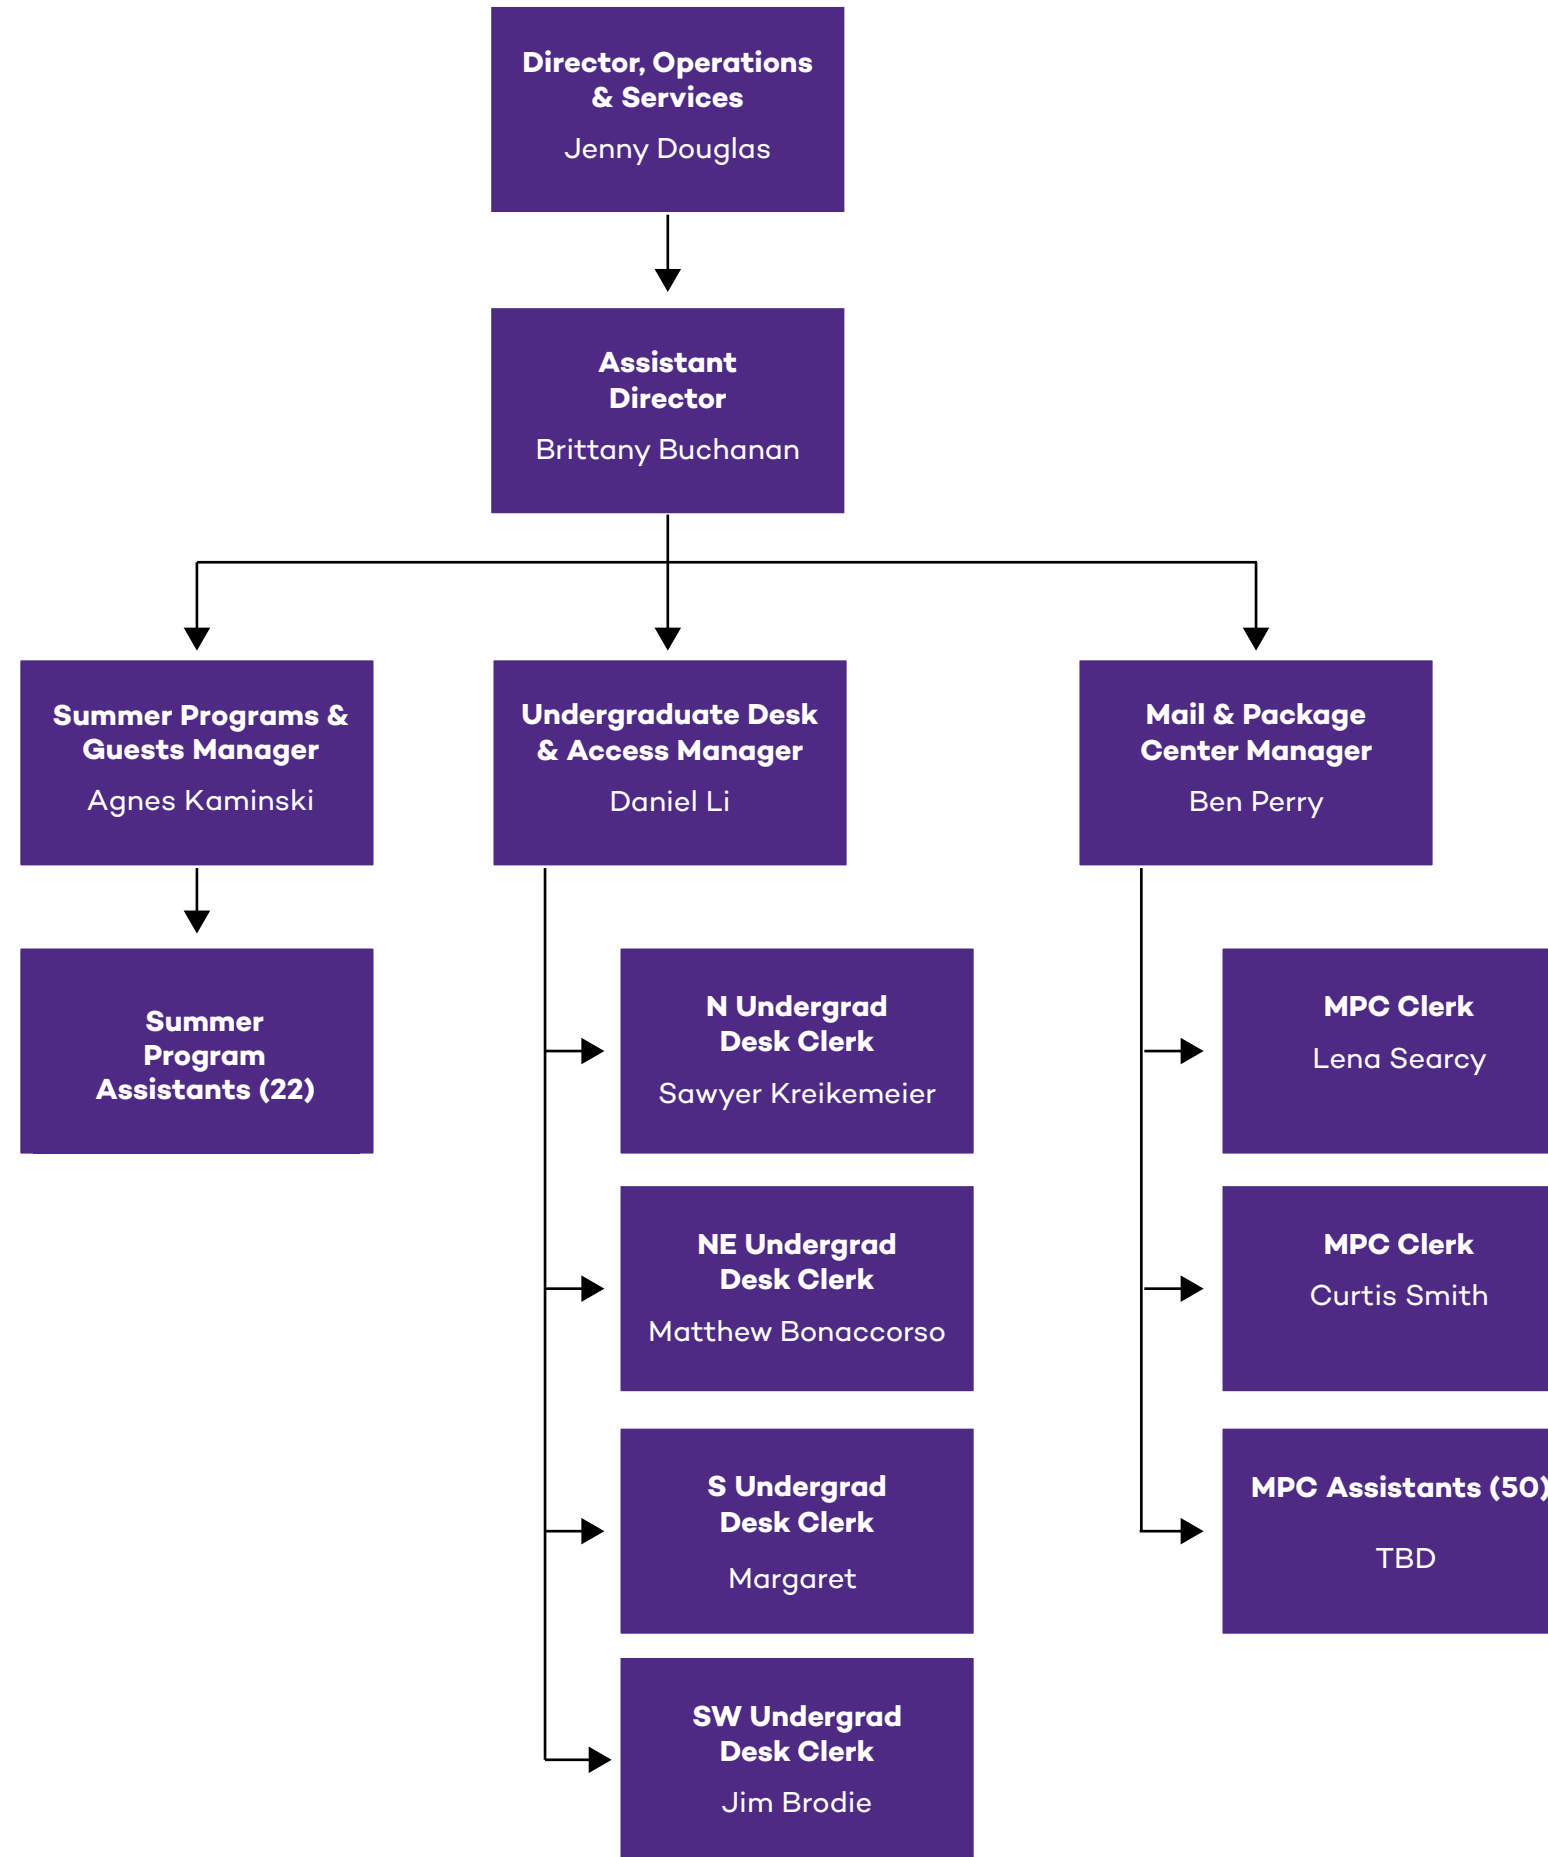 Director, Operations
& Services
Jenny Douglas
Assistant
Director
Brittany Buchanan
Summer Programs &
Guests Manager
Agnes Kaminski
Undergraduate Desk
& Access Manager
Daniel Li
Mail & Package
Center Manager
Ben Perry
Summer
Program
Assistants (22)
N Undergrad
Desk Clerk
Sawyer Kreikemeier
NE Undergrad
Desk Clerk
Matthew Bonaccorso
S Undergrad
Desk Clerk
Margaret
SW Undergrad
Desk Clerk
Jim Brodie
MPC Clerk
Lena Searcy
MPC Clerk
Curtis Smith
MPC Assistants (50)
TBD